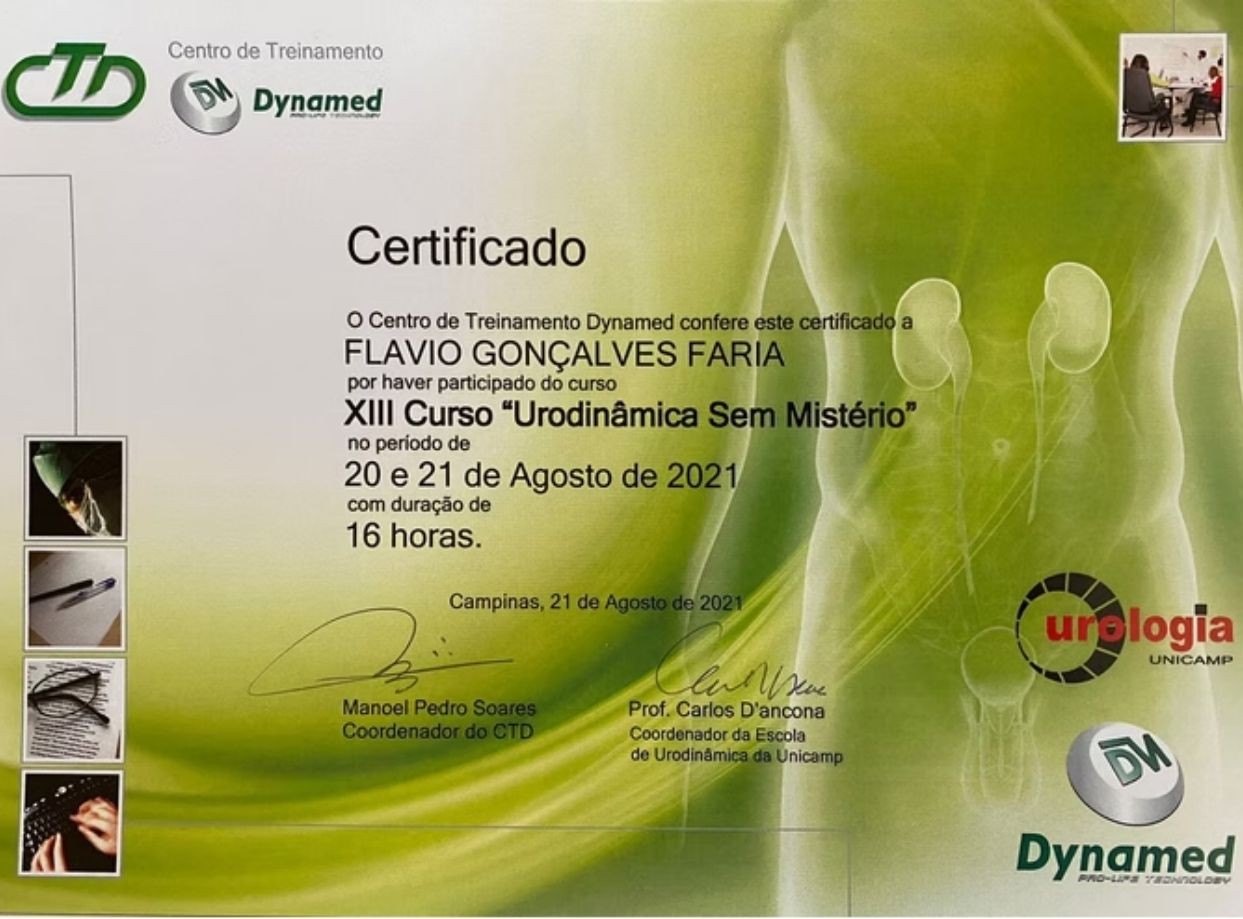 CTD
Centro de Treinamento
DM Dynamed
PRO-LIFE TECHNOLOGY
Certificado
O Centro de Treinamento Dynamed confere este certificado a
FLAVIO GONÇALVES FARIA
por haver participado do curso
XIII Curso “Urodinâmica Sem Mistério”
no período de
20 e 21 de Agosto de 2021
com duração de
16 horas.
Campinas, 21 de Agosto de 2021
Manoel Pedro Soares
Coordenador do CTD
Prof. Carlos D'ancona
Coordenador da Escola
de Urodinâmica da Unicamp
urologia
UNICAMP
DM
Dynamed
PRO-LIFE TECHNOLOGY